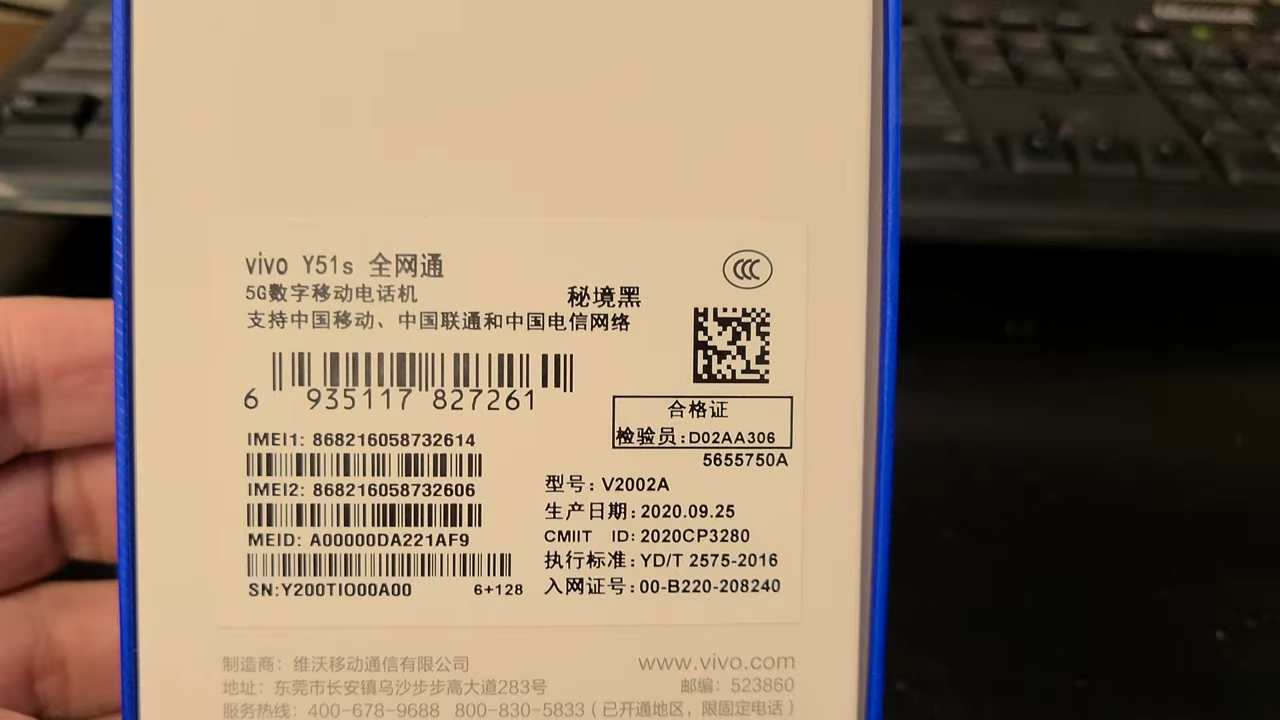 vivo Y51s 全网通
5G数字移动电话机
秘境黑
支持中国移动、中国联通和中国电信网络
6 935117 827261
合格证
检验员:D02AA306
5655750A
IMEI1: 868216058732614
IMEI2: 868216058732606
MEID: A00000DA221AF9
SN:Y200TIO00A00
6+128
型号: V2002A
生产日期: 2020.09.25
CMIIT ID: 2020CP3280
执行标准: YD/T 2575-2016
入网证号: 00-B220-208240
制造商: 维沃移动通信有限公司
www.vivo.com
地址: 东莞市长安镇乌沙步步高大道283号
邮编: 523860
服务热线: 400-678-9688 800-830-5833 (已开通地区, 限固定电话)